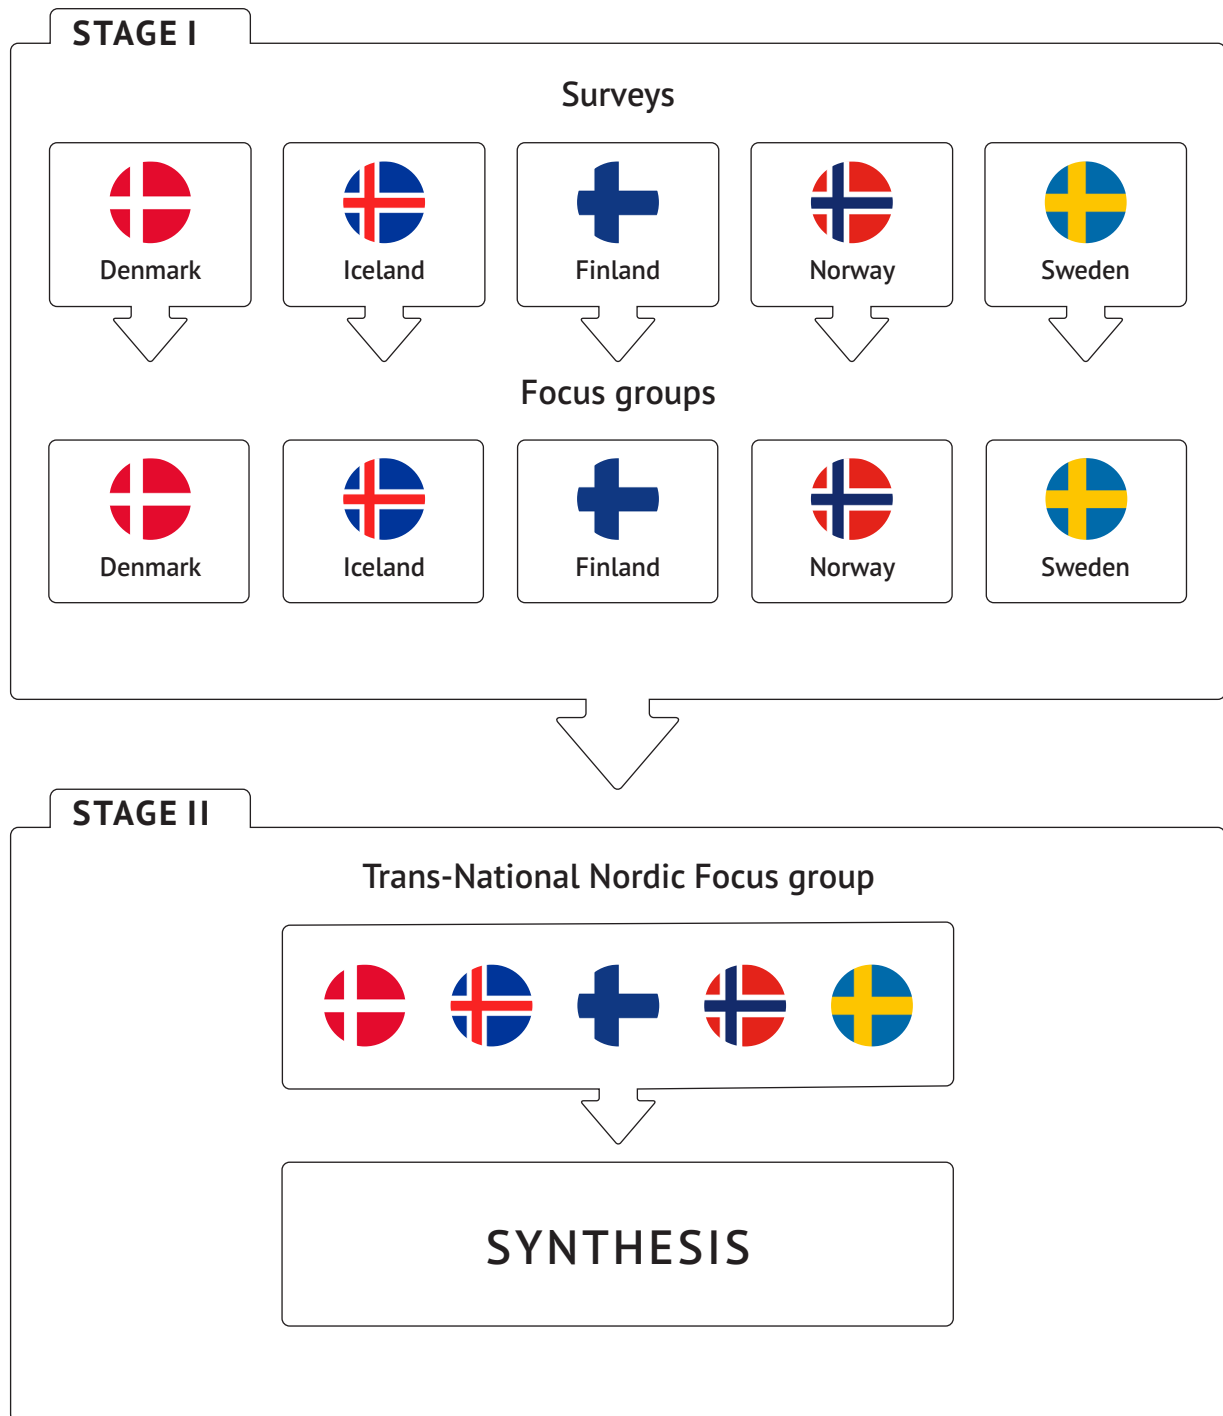 STAGE I
Surveys
Denmark
Iceland
Finland
Norway
Sweden
Focus groups
Denmark
Iceland
Finland
Norway
Sweden
STAGE II
Trans-National Nordic Focus group
SYNTHESIS